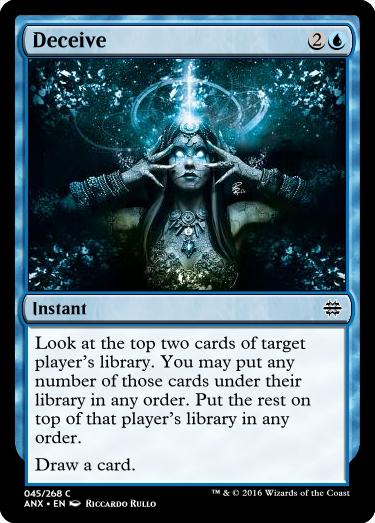 Deceive 2
Instant
Look at the top two cards of target
player's library. You may put any
number of those cards under their
library in any order. Put the rest on
top of that player's library in any
order.
Draw a card.
045/268 C
ANX • EN Riccardo Rullo
™ & © 2016 Wizards of the Coast